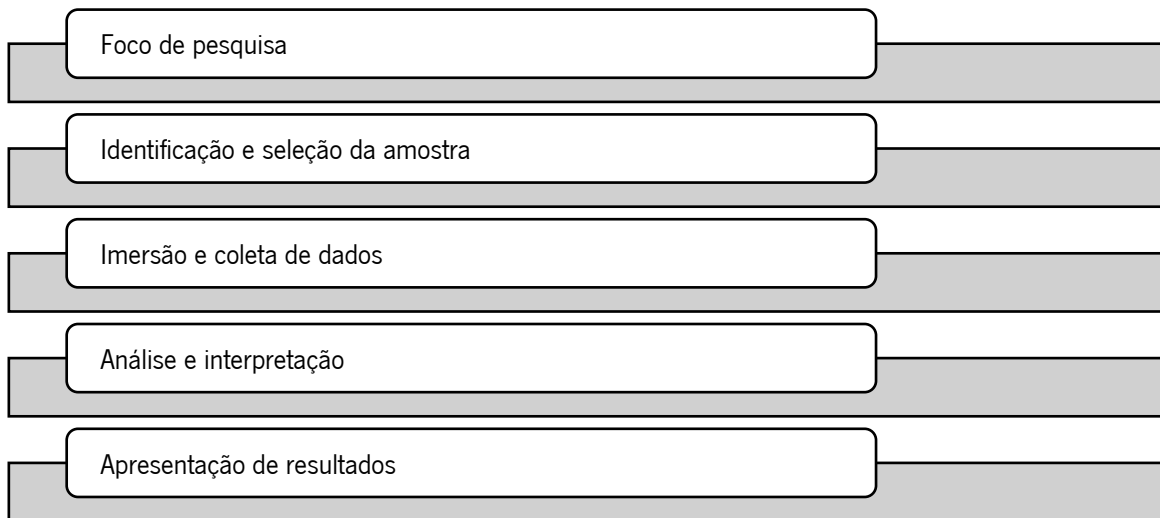 Foco de pesquisa
Identificação e seleção da amostra
Imersão e coleta de dados
Análise e interpretação
Apresentação de resultados